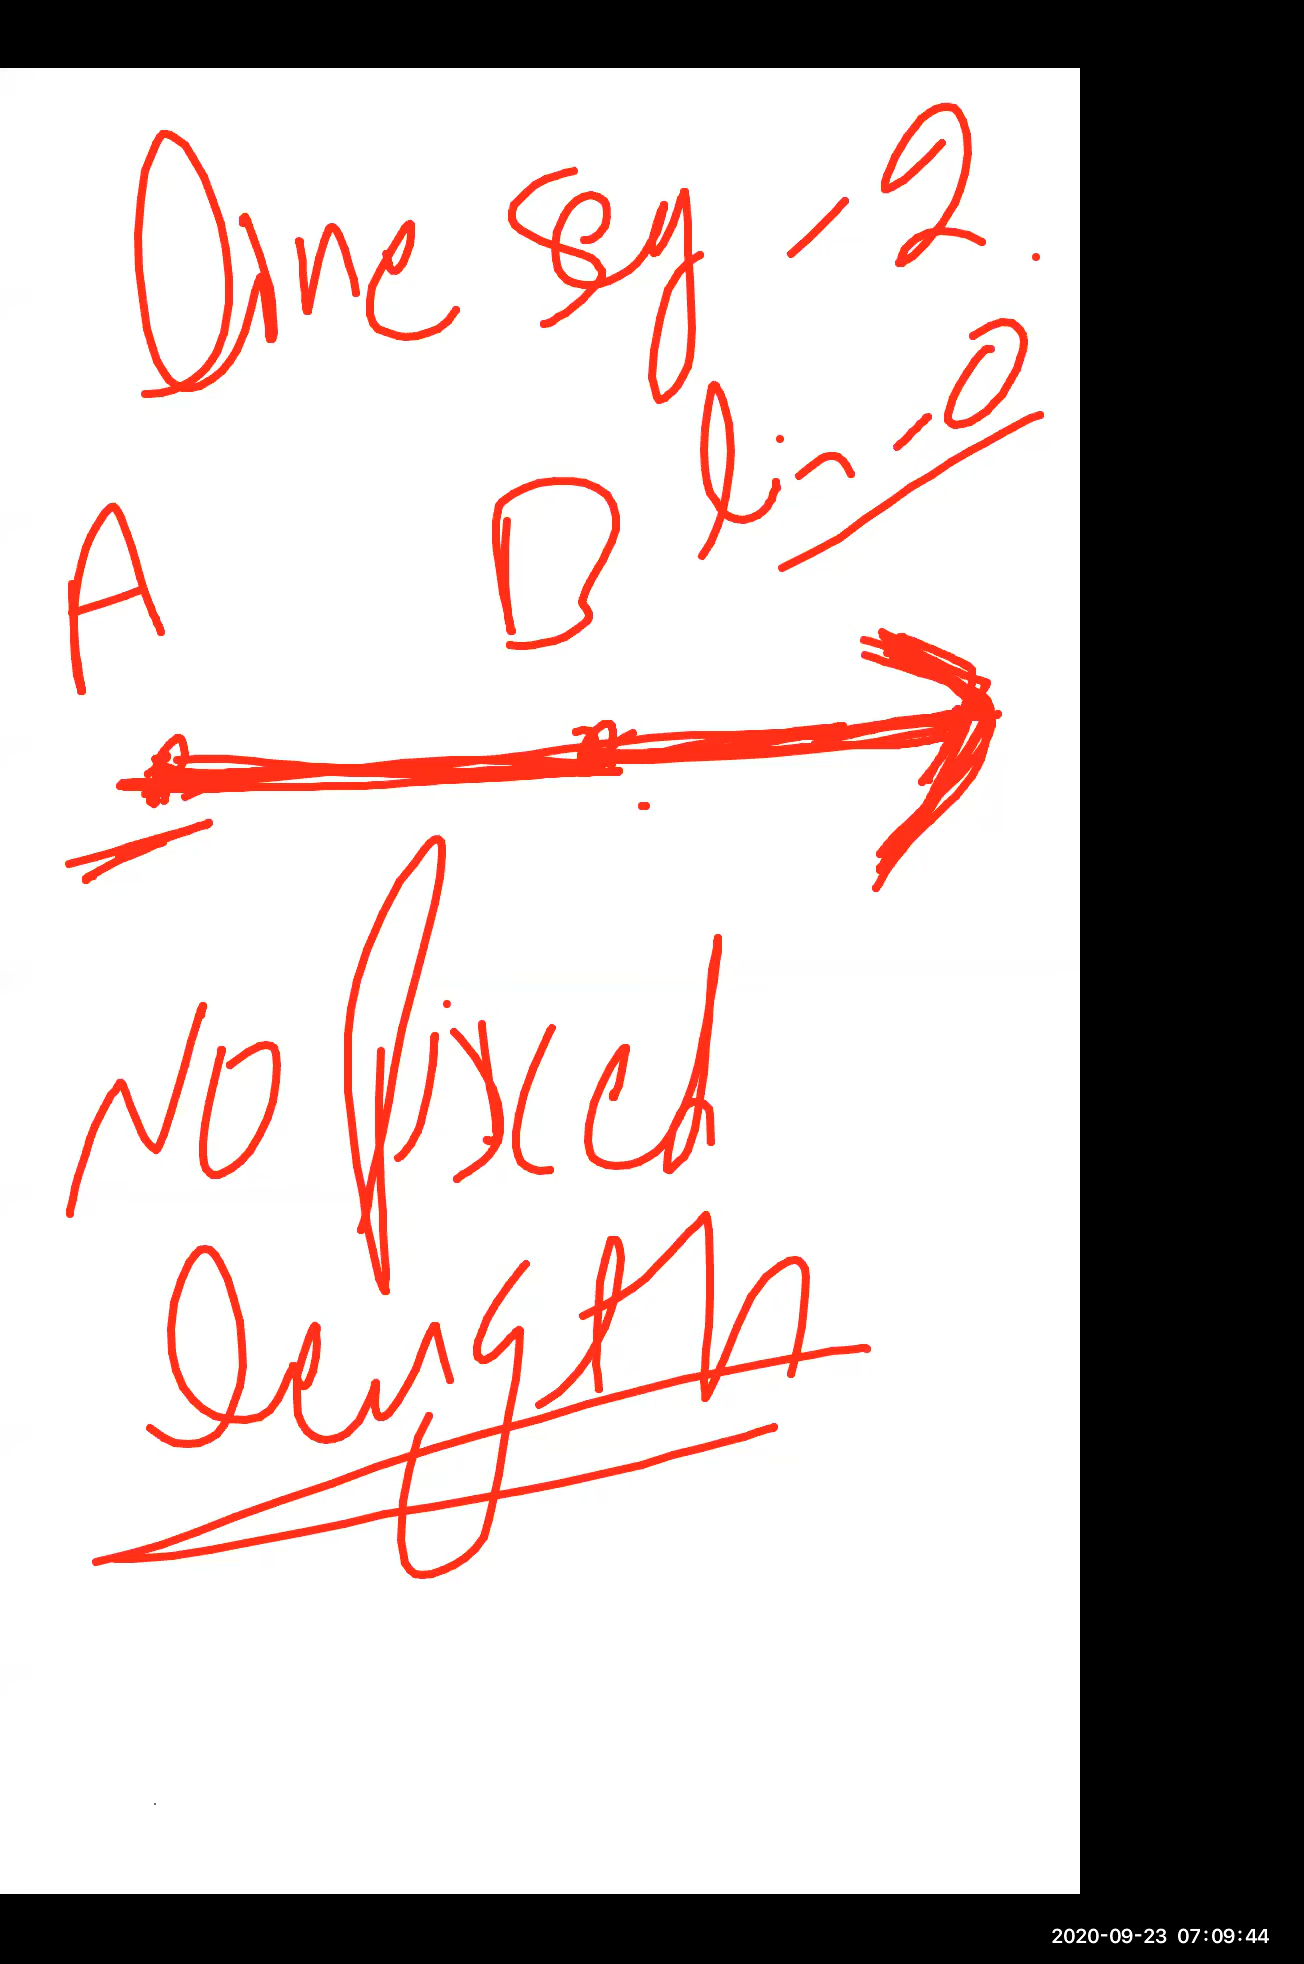 Line seg - 2.
lin - 0
A B
No fixed
length
2020-09-23 07:09:44